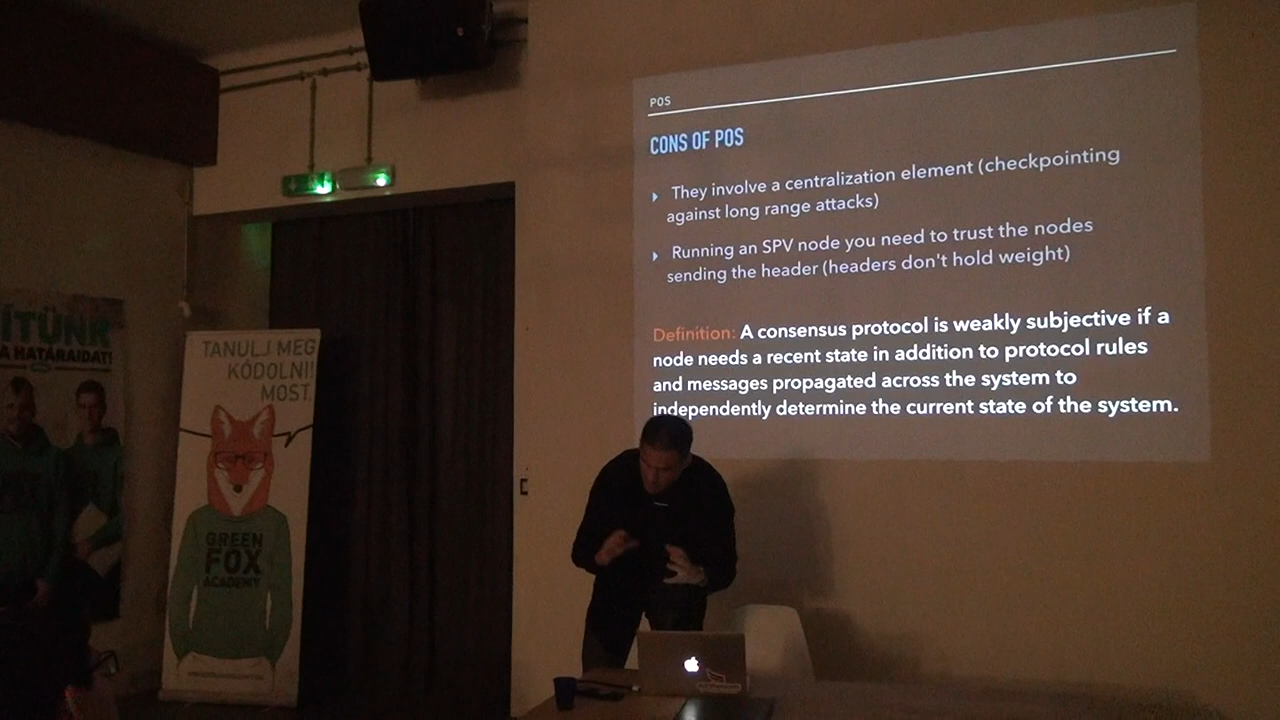 POS
CONS OF POS
They involve a centralization element (checkpointing
against long range attacks)
Running an SPV node you need to trust the nodes
sending the header (headers don't hold weight)
Definition: A consensus protocol is weakly subjective if a
node needs a recent state in addition to protocol rules
and messages propagated across the system to
independently determine the current state of the system.
ÍTÜNK
A HATÁRAIDAT!
TANULJ MEG
KÓDOLNI!
MOST.
GREEN
FOX
ACADEMY